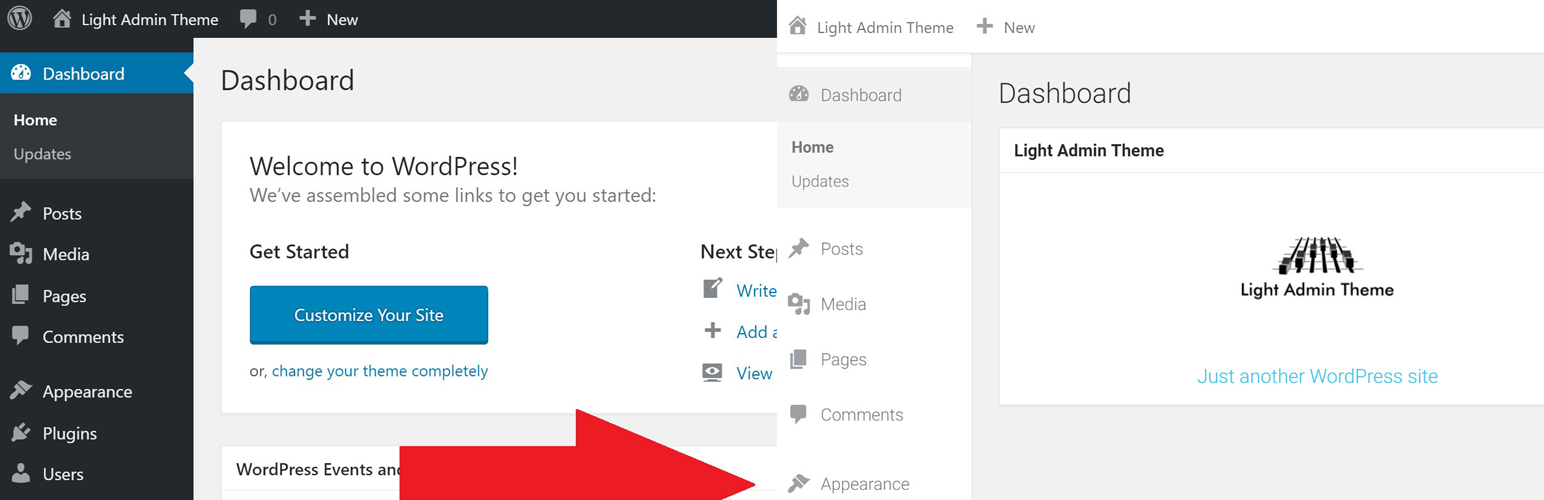 Light Admin Theme 0 New
Dashboard
Home
Updates
Posts
Media
Pages
Comments
Appearance
Plugins
Users
Dashboard
Welcome to WordPress!
We've assembled some links to get you started:
Get Started
Customize Your Site
or, change your theme completely
Next
Write
Add
View
WordPress Events
Light Admin Theme New
Dashboard
Home
Updates
Posts
Media
Pages
Comments
Appearance
Dashboard
Light Admin Theme
Light Admin Theme
Just another WordPress site